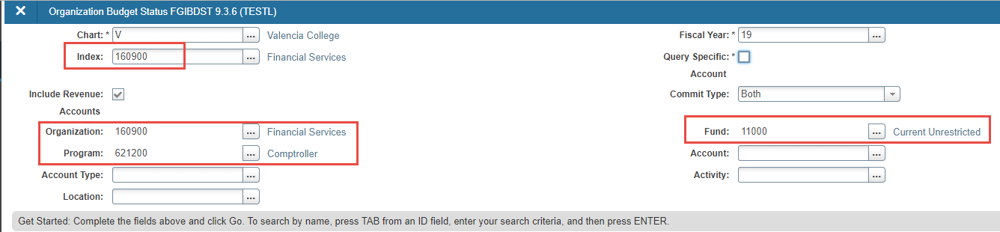 Organization Budget Status FGIBDST 9.3.6 (TESTL)
Chart: * V ... Valencia College Fiscal Year: * 19 ...
Index: 160900 ... Financial Services Query Specific: *
Account
Include Revenue: Commit Type: Both
Accounts
Organization: 160900 ... Financial Services Fund: 11000 ... Current Unrestricted
Program: 621200 ... Comptroller Account: ...
Account Type: ... Activity: ...
Location: ...
Get Started: Complete the fields above and click Go. To search by name, press TAB from an ID field, enter your search criteria, and then press ENTER.